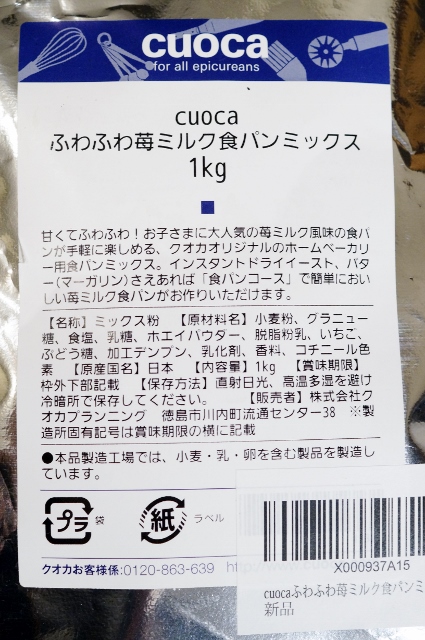 cuoca
for all epicureans
cuoca
ふわふわ苺ミルク食パンミックス
1kg
甘くてふわふわ！お子さまに大人気の苺ミルク風味の食パ
ンが手軽に楽しめる、クオカオリジナルのホームベーカリ
ー用食パンミックス。インスタントドライイースト、バタ
ー（マーガリン）さえあれば「食パンコース」で簡単においし
い苺ミルク食パンがお作りいただけます。
【名称】ミックス粉 【原材料名】小麦粉、グラニュー
糖、食塩、乳糖、ホエイパウダー、脱脂粉乳、いちご、
ぶどう糖、加工デンプン、乳化剤、香料、コチニール色
素 【原産国名】日本 【内容量】1kg 【賞味期限】
枠外下部記載 【保存方法】直射日光、高温多湿を避け
冷暗所で保存してください。 【販売者】株式会社ク
オカプランニング 徳島市川内町流通センター38 ※製
造所固有記号は賞味期限の横に記載
●本品製造工場では、小麦・乳・卵を含む製品を製造し
ています。
プラ 袋
紙 ラベル
クオカお客様係:0120-863-639 http://www.
X000937A15
cuocaふわふわ苺ミルク食パンミ
新品